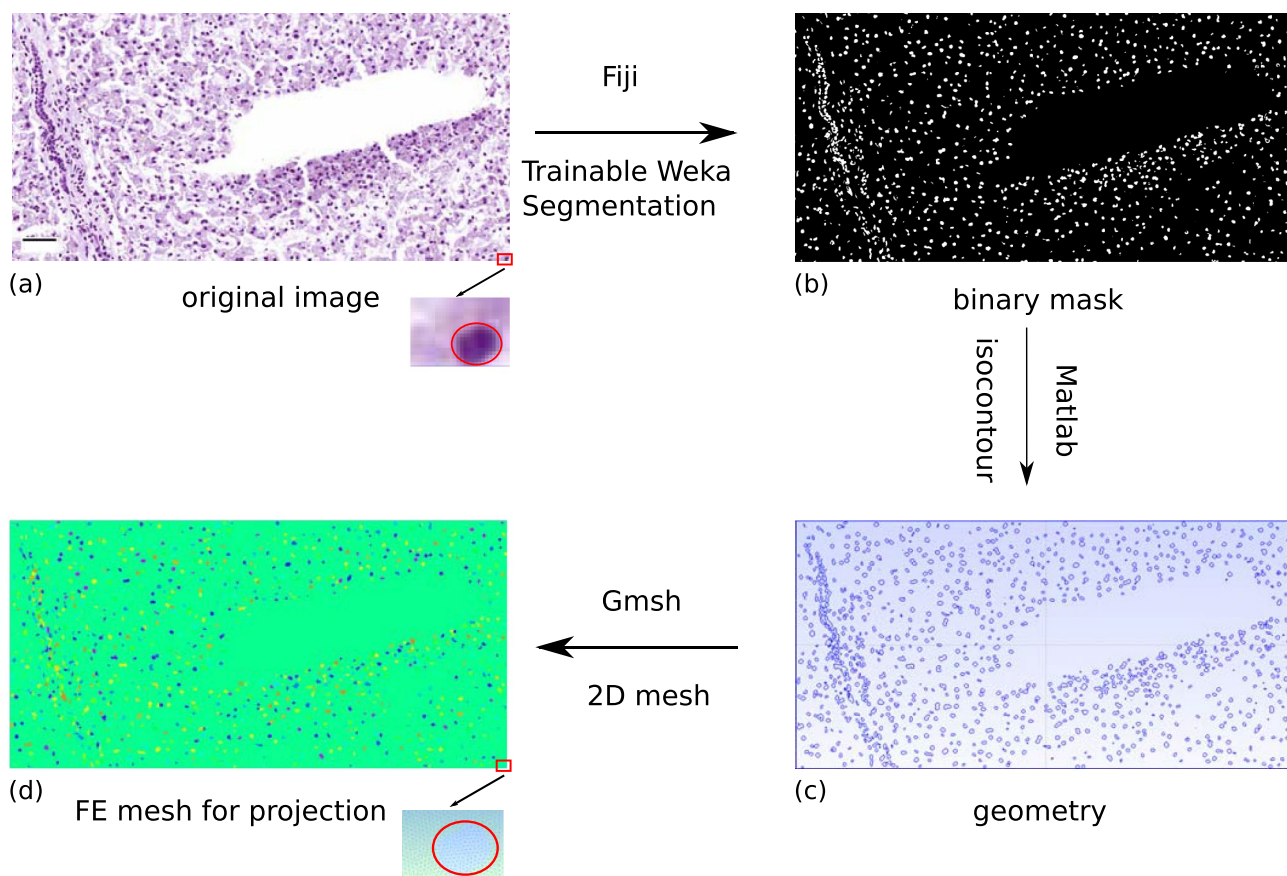 Fiji
Trainable Weka
Segmentation
(a)
original image
(b)
binary mask
Matlab
isocontour
Gmsh
2D mesh
(d)
FE mesh for projection
(c)
geometry